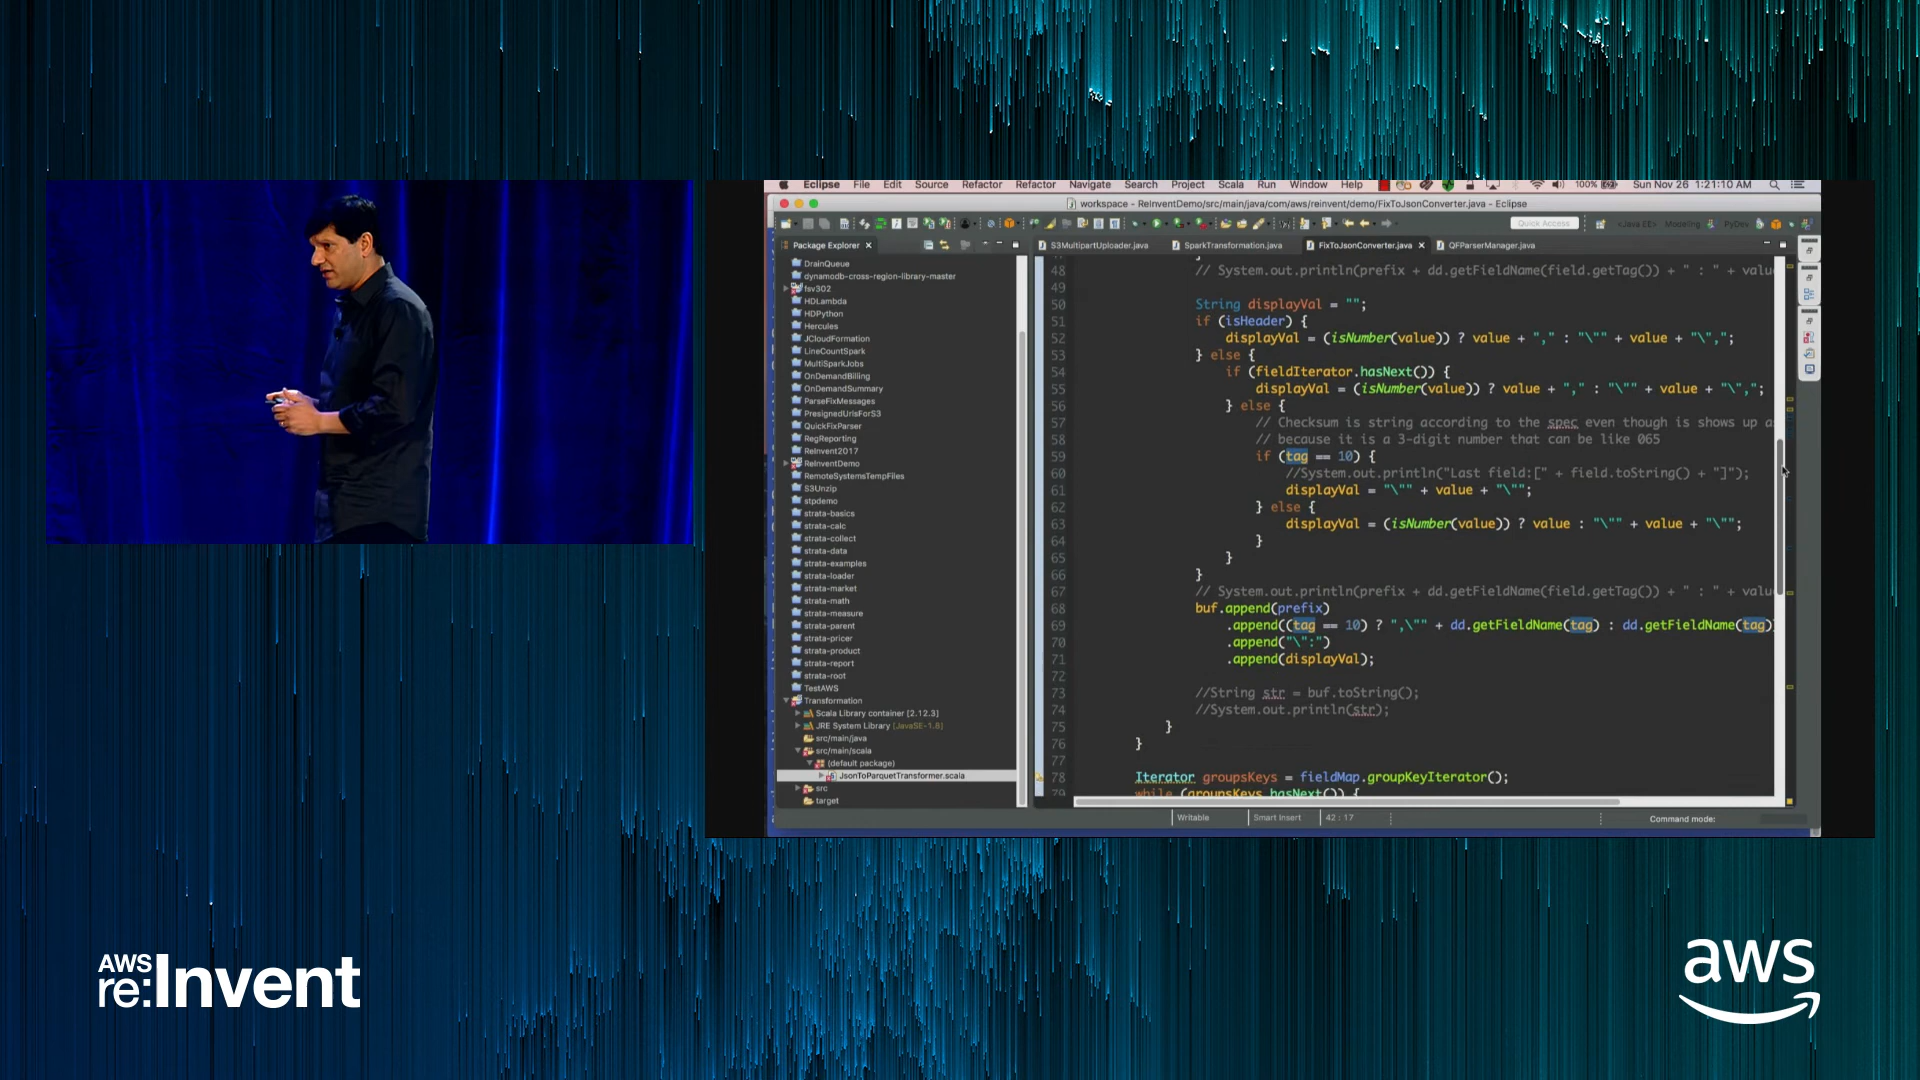 Eclipse File Edit Source Refactor Refactor Navigate Search Project Scala Run Window Help 100% Sun Nov 26 1:21:10 AM
workspace - ReInventDemo/src/main/java/com/aws/reinvent/demo/FixToJsonConverter.java - Eclipse
Quick Access <Java EE> Modeling PyDev
Package Explorer
S3MultipartUploader.java SparkTransformation.java FixToJsonConverter.java QFParserManager.java
DrainQueue
dynamodb-cross-region-library-master
fsv302
HDLambda
HDPython
Hercules
JCloudFormation
LineCountSpark
MultiSparkJobs
OnDemandBilling
OnDemandSummary
ParseFixMessages
PresignedUrlsForS3
QuickFixParser
RegReporting
ReInvent2017
ReInventDemo
RemoteSystemsTempFiles
S3Unzip
stpdemo
strata-basics
strata-calc
strata-collect
strata-data
strata-examples
strata-loader
strata-market
strata-math
strata-measure
strata-parent
strata-pricer
strata-product
strata-report
strata-root
TestAWS
Transformation
Scala Library container [2.12.3]
JRE System Library [JavaSE-1.8]
src/main/java
src/main/scala
(default package)
JsonToParquetTransformer.scala
src
target
48 // System.out.println(prefix + dd.getFieldName(field.getTag()) + " : " + valu
49
50 String displayVal = "";
51 if (isHeader) {
52 displayVal = (isNumber(value)) ? value + "," : "\"" + value + "\",";
53 } else {
54 if (fieldIterator.hasNext()) {
55 displayVal = (isNumber(value)) ? value + "," : "\"" + value + "\",";
56 } else {
57 // Checksum is string according to the spec even though is shows up a
58 // because it is a 3-digit number that can be like 065
59 if (tag == 10) {
60 //System.out.println("Last field:[" + field.toString() + "]");
61 displayVal = "\"" + value + "\"";
62 } else {
63 displayVal = (isNumber(value)) ? value : "\"" + value + "\"";
64 }
65 }
66 }
67 // System.out.println(prefix + dd.getFieldName(field.getTag()) + " : " + valu
68 buf.append(prefix)
69 .append((tag == 10) ? ",\"" + dd.getFieldName(tag) : dd.getFieldName(tag)
70 .append("\":")
71 .append(displayVal);
72
73 //String str = buf.toString();
74 //System.out.println(str);
75 }
76 }
77
78 Iterator groupsKeys = fieldMap.groupKeyIterator();
79 while (groupsKeys.hasNext()) {
Writable Smart Insert 42 : 17 Command mode:
AWS
re:Invent
aws